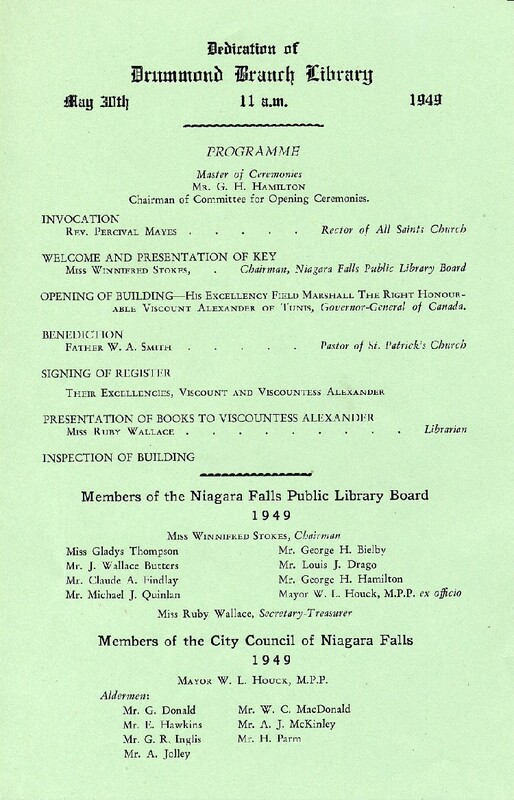 Dedication of
Drummond Branch Library
May 30th 11 a.m. 1949
PROGRAMME
Master of Ceremonies
MR. G. H. HAMILTON
Chairman of Committee for Opening Ceremonies.
INVOCATION
REV. PERCIVAL MAYES . . . . . Rector of All Saints Church
WELCOME AND PRESENTATION OF KEY
MISS WINNIFRED STOKES, . Chairman, Niagara Falls Public Library Board
OPENING OF BUILDING—HIS EXCELLENCY FIELD MARSHALL THE RIGHT HONOUR-
ABLE VISCOUNT ALEXANDER OF TUNIS, Governor-General of Canada.
BENEDICTION
FATHER W. A. SMITH . . . . . Pastor of St. Patrick's Church
SIGNING OF REGISTER
THEIR EXCELLENCIES, VISCOUNT AND VISCOUNTESS ALEXANDER
PRESENTATION OF BOOKS TO VISCOUNTESS ALEXANDER
MISS RUBY WALLACE . . . . . . . . . Librarian
INSPECTION OF BUILDING
Members of the Niagara Falls Public Library Board
1949
MISS WINNIFRED STOKES, Chairman
Miss Gladys Thompson Mr. George H. Bielby
Mr. J. Wallace Butters Mr. Louis J. Drago
Mr. Claude A. Findlay Mr. George H. Hamilton
Mr. Michael J. Quinlan Mayor W. L. Houck, M.P.P. ex officio
Miss Ruby Wallace, Secretary-Treasurer
Members of the City Council of Niagara Falls
1949
MAYOR W. L. HOUCK, M.P.P.
Aldermen:
Mr. G. Donald Mr. W. C. MacDonald
Mr. E. Hawkins Mr. A. J. McKinley
Mr. G. R. Inglis Mr. H. Parm
Mr. A. Jolley